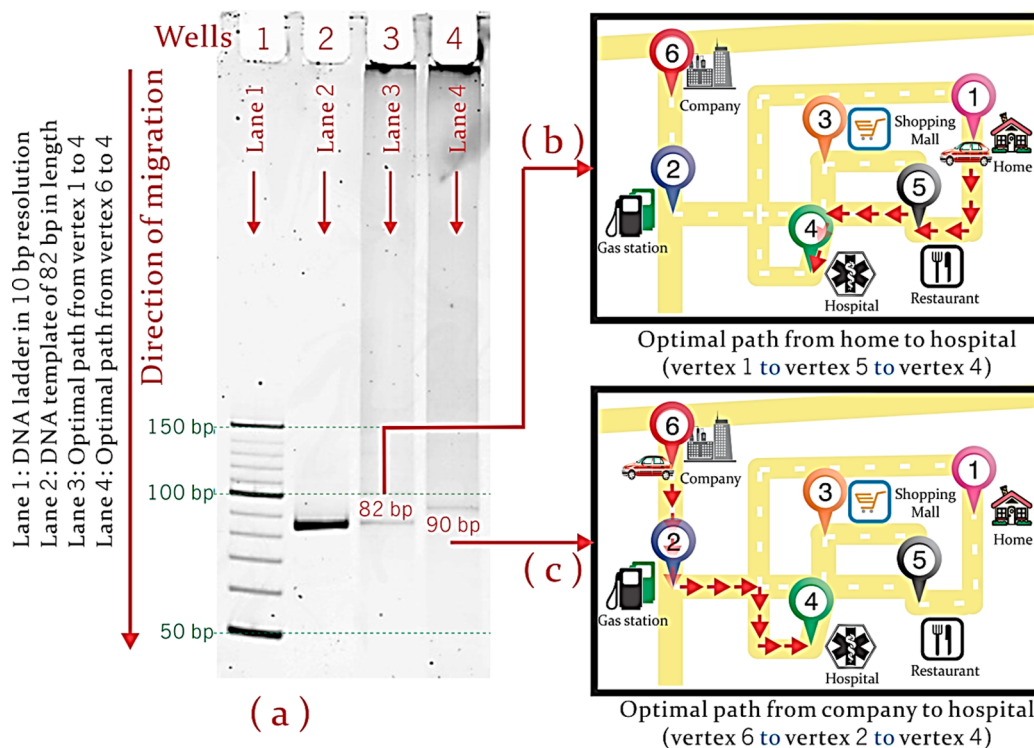 Wells 1 2 3 4
Lane 1
Lane 2
Lane 3
Lane 4
Direction of migration
Lane 1: DNA ladder in 10 bp resolution
Lane 2: DNA template of 82 bp in length
Lane 3: Optimal path from vertex 1 to 4
Lane 4: Optimal path from vertex 6 to 4
150 bp
100 bp
82 bp
90 bp
50 bp
(a)
(b)
6
Company
1
Home
3
Shopping
Mall
2
Gas station
5
Restaurant
4
Hospital
Optimal path from home to hospital
(vertex 1 to vertex 5 to vertex 4)
(c)
6
Company
1
Home
3
Shopping
Mall
2
Gas station
5
Restaurant
4
Hospital
Optimal path from company to hospital
(vertex 6 to vertex 2 to vertex 4)